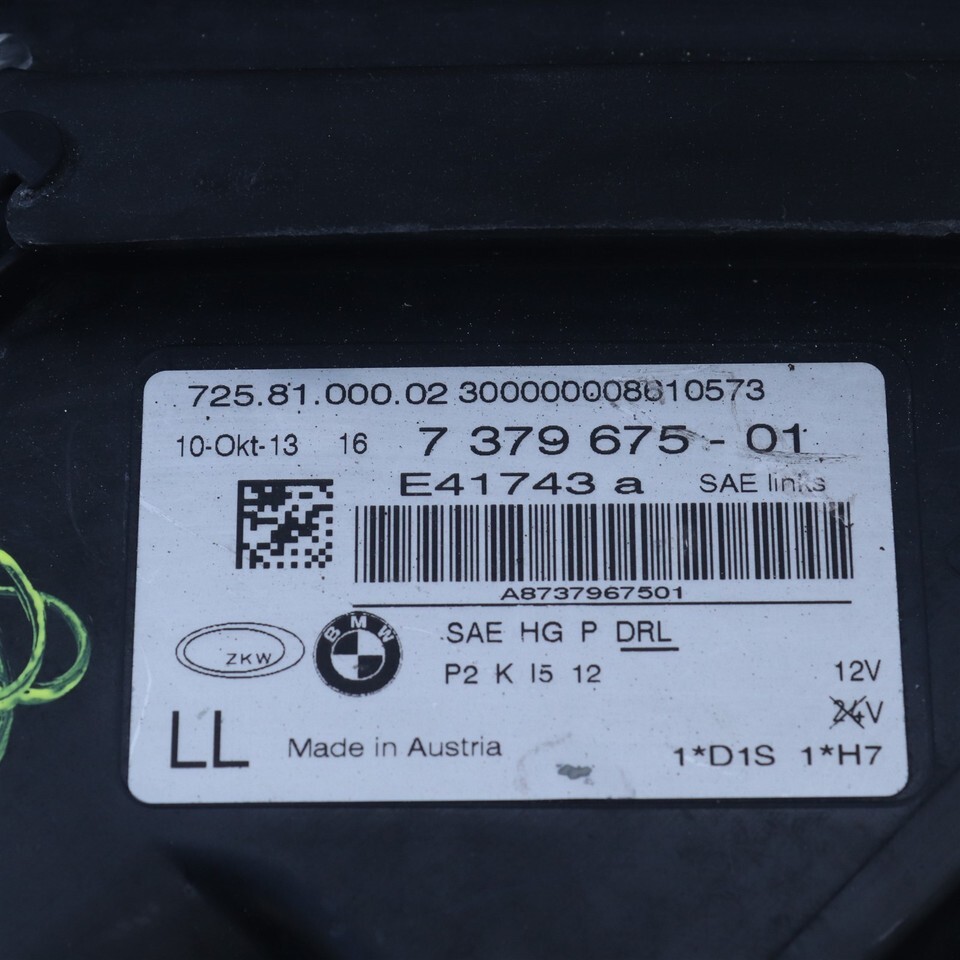 725.81.000.02 300000008610573
10-Okt-13 16 7 379 675 - 01
E41743 a SAE links
A8737967501
ZKW BMW SAE HG P DRL
P2 K I5 12 12V
24V
LL Made in Austria 1*D1S 1*H7